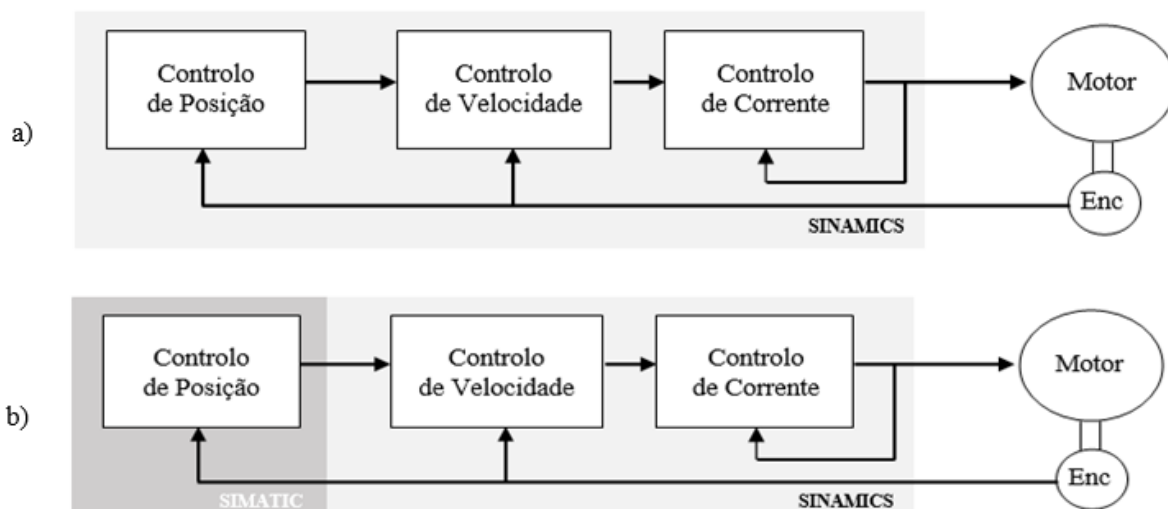 a)
Controlo
de Posição
Controlo
de Velocidade
Controlo
de Corrente
Motor
Enc
SINAMICS
b)
Controlo
de Posição
Controlo
de Velocidade
Controlo
de Corrente
Motor
Enc
SIMATIC
SINAMICS